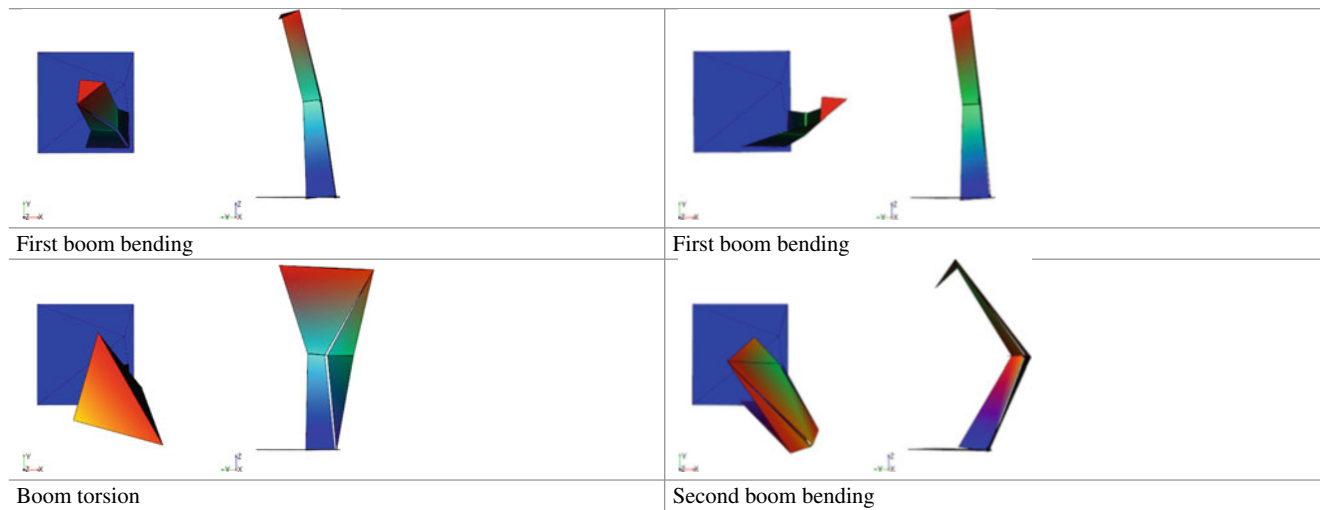 Y
Z X
Z
Y X
Y
Z X
Z
Y X
First boom bending
First boom bending
Y
Z X
Z
Y X
Y
Z X
Z
Y X
Boom torsion
Second boom bending